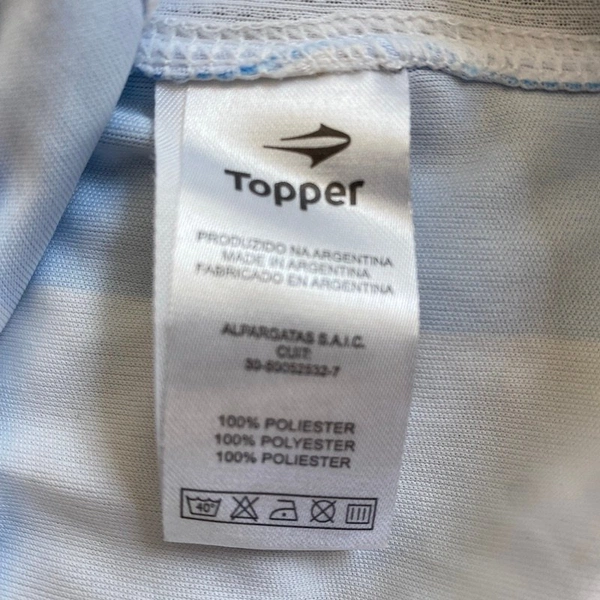 Topper
PRODUZIDO NA ARGENTINA
MADE IN ARGENTINA
FABRICADO EN ARGENTINA
ALPARGATAS S.A.I.C.
CUIT:
30-50052532-7
100% POLIESTER
100% POLYESTER
100% POLIESTER
40°